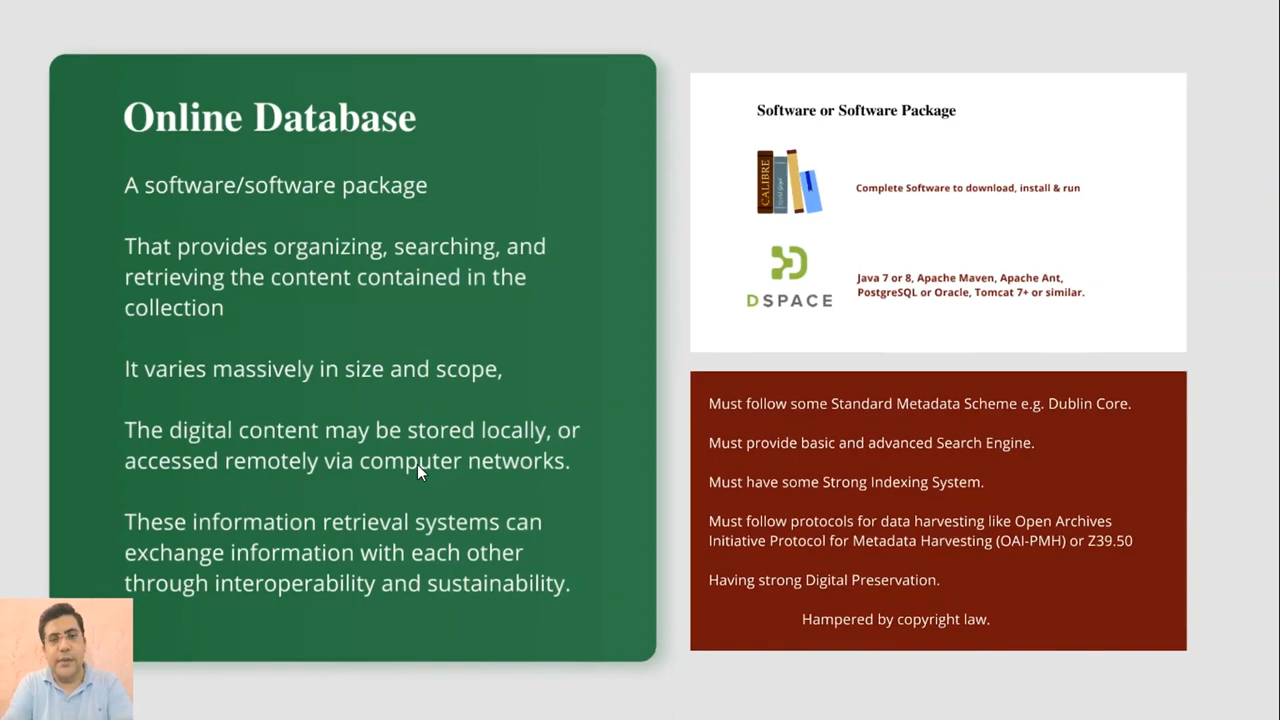 Online Database
A software/software package
That provides organizing, searching, and
retrieving the content contained in the
collection
It varies massively in size and scope,
The digital content may be stored locally, or
accessed remotely via computer networks.
These information retrieval systems can
exchange information with each other
through interoperability and sustainability.
Software or Software Package
CALIBRE
Complete Software to download, install & run
DSPACE
Java 7 or 8, Apache Maven, Apache Ant,
PostgreSQL or Oracle, Tomcat 7+ or similar.
Must follow some Standard Metadata Scheme e.g. Dublin Core.
Must provide basic and advanced Search Engine.
Must have some Strong Indexing System.
Must follow protocols for data harvesting like Open Archives
Initiative Protocol for Metadata Harvesting (OAI-PMH) or Z39.50
Having strong Digital Preservation.
Hampered by copyright law.